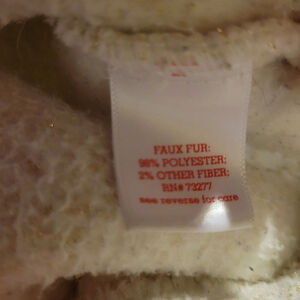 FAUX FUR:
98% POLYESTER;
2% OTHER FIBER;
RN# 73277
see reverse for care